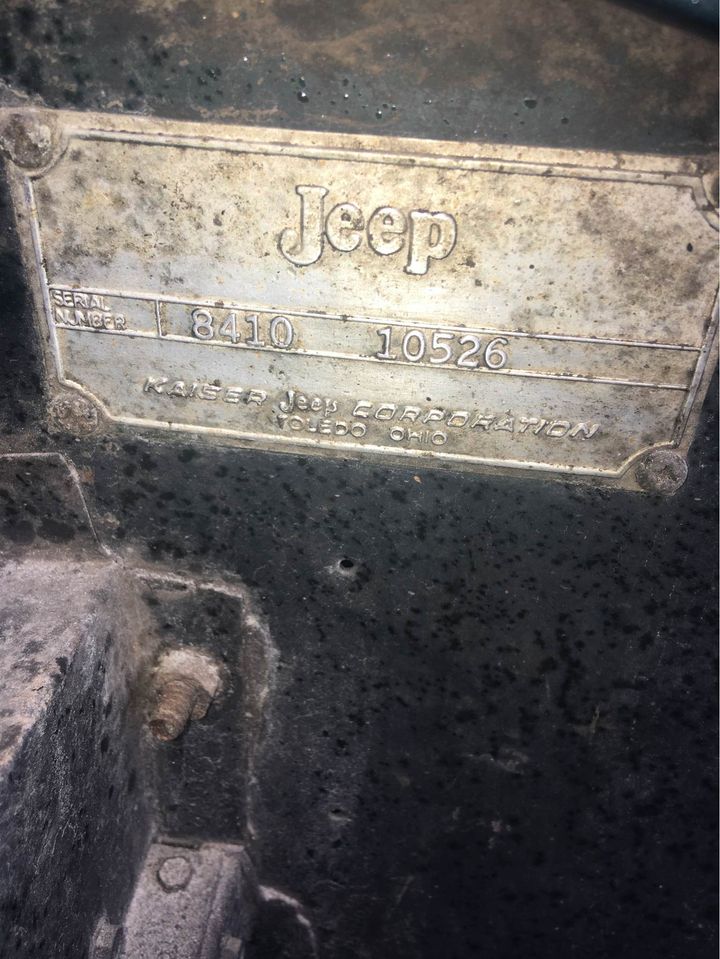 Jeep
SERIAL
NUMBER
8410 10526
KAISER Jeep CORPORATION
TOLEDO OHIO